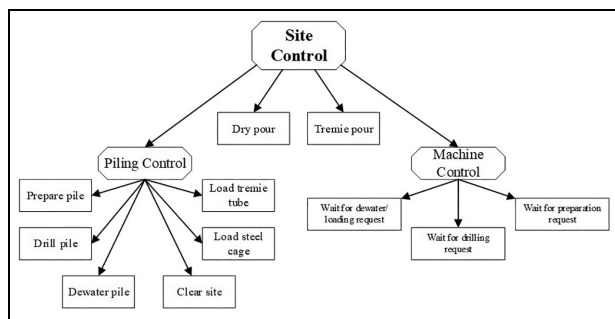 Site
Control
Dry pour
Tremie pour
Piling Control
Machine
Control
Prepare pile
Load tremie
tube
Wait for dewater/
loading request
Wait for preparation
request
Drill pile
Load steel
cage
Wait for drilling
request
Dewater pile
Clear site